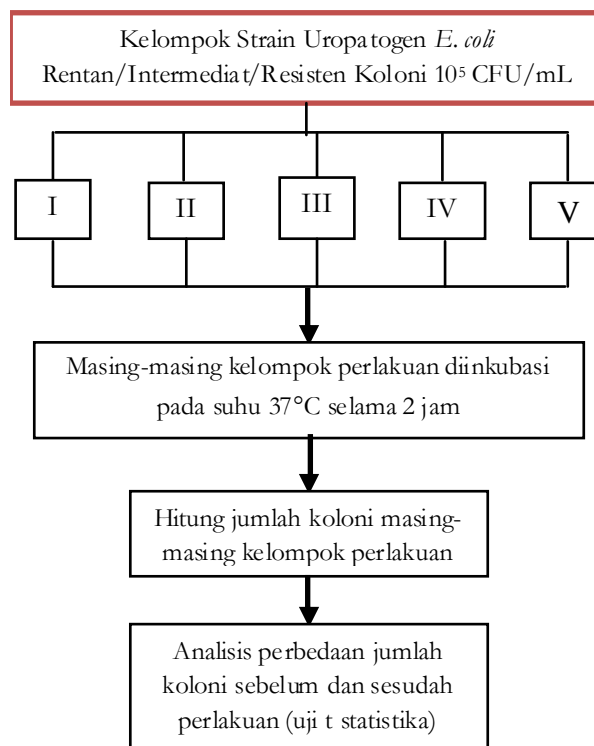 Kelompok Strain Uropatogen E. coli
Rentan/Intermediat/Resisten Koloni 10⁵ CFU/mL
I
II
III
IV
V
Masing-masing kelompok perlakuan diinkubasi
pada suhu 37°C selama 2 jam
Hitung jumlah koloni masing-
masing kelompok perlakuan
Analisis perbedaan jumlah
koloni sebelum dan sesudah
perlakuan (uji t statistika)